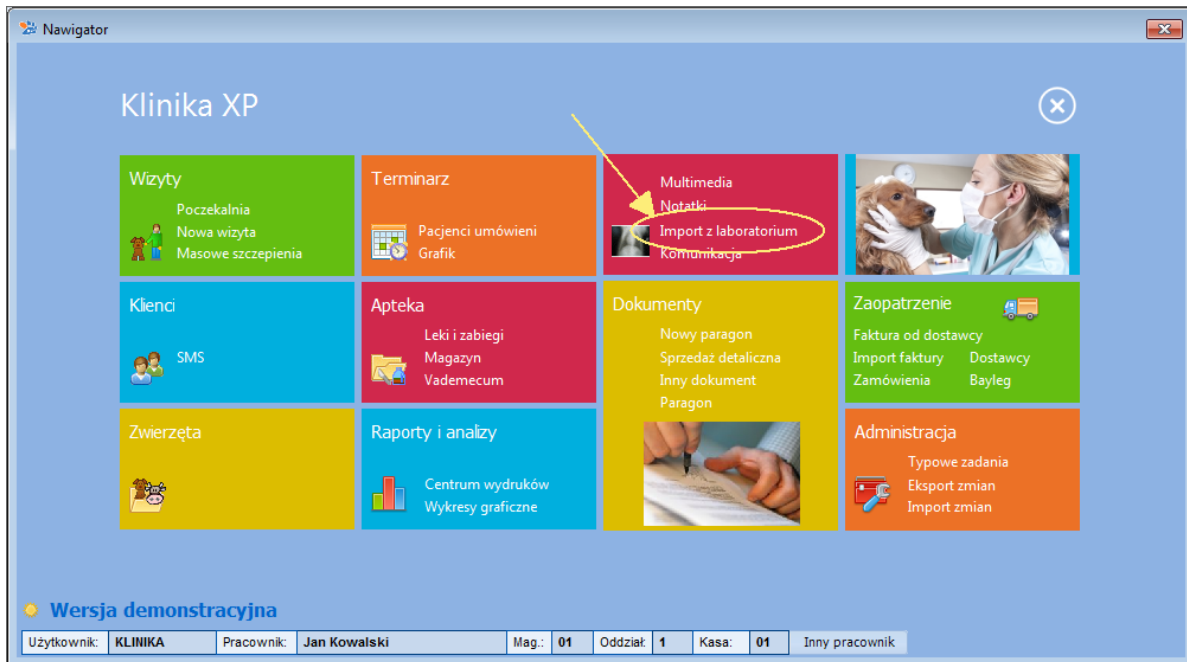 Nawigator
Klinika XP
Wizyty
Poczekalnia
Nowa wizyta
Masowe szczepienia
Terminarz
Pacjenci umówieni
Grafik
Multimedia
Notatki
Import z laboratorium
Komunikacja
Klienci
SMS
Apteka
Leki i zabiegi
Magazyn
Vademecum
Dokumenty
Nowy paragon
Sprzedaż detaliczna
Inny dokument
Paragon
Zaopatrzenie
Faktura od dostawcy
Import faktury Dostawcy
Zamówienia Bayleg
Zwierzęta
Raporty i analizy
Centrum wydruków
Wykresy graficzne
Administracja
Typowe zadania
Eksport zmian
Import zmian
Wersja demonstracyjna
Użytkownik: KLINIKA Pracownik: Jan Kowalski Mag.: 01 Oddział: 1 Kasa: 01 Inny pracownik